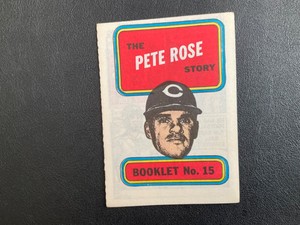 THE
PETE ROSE
STORY
C
BOOKLET No. 15